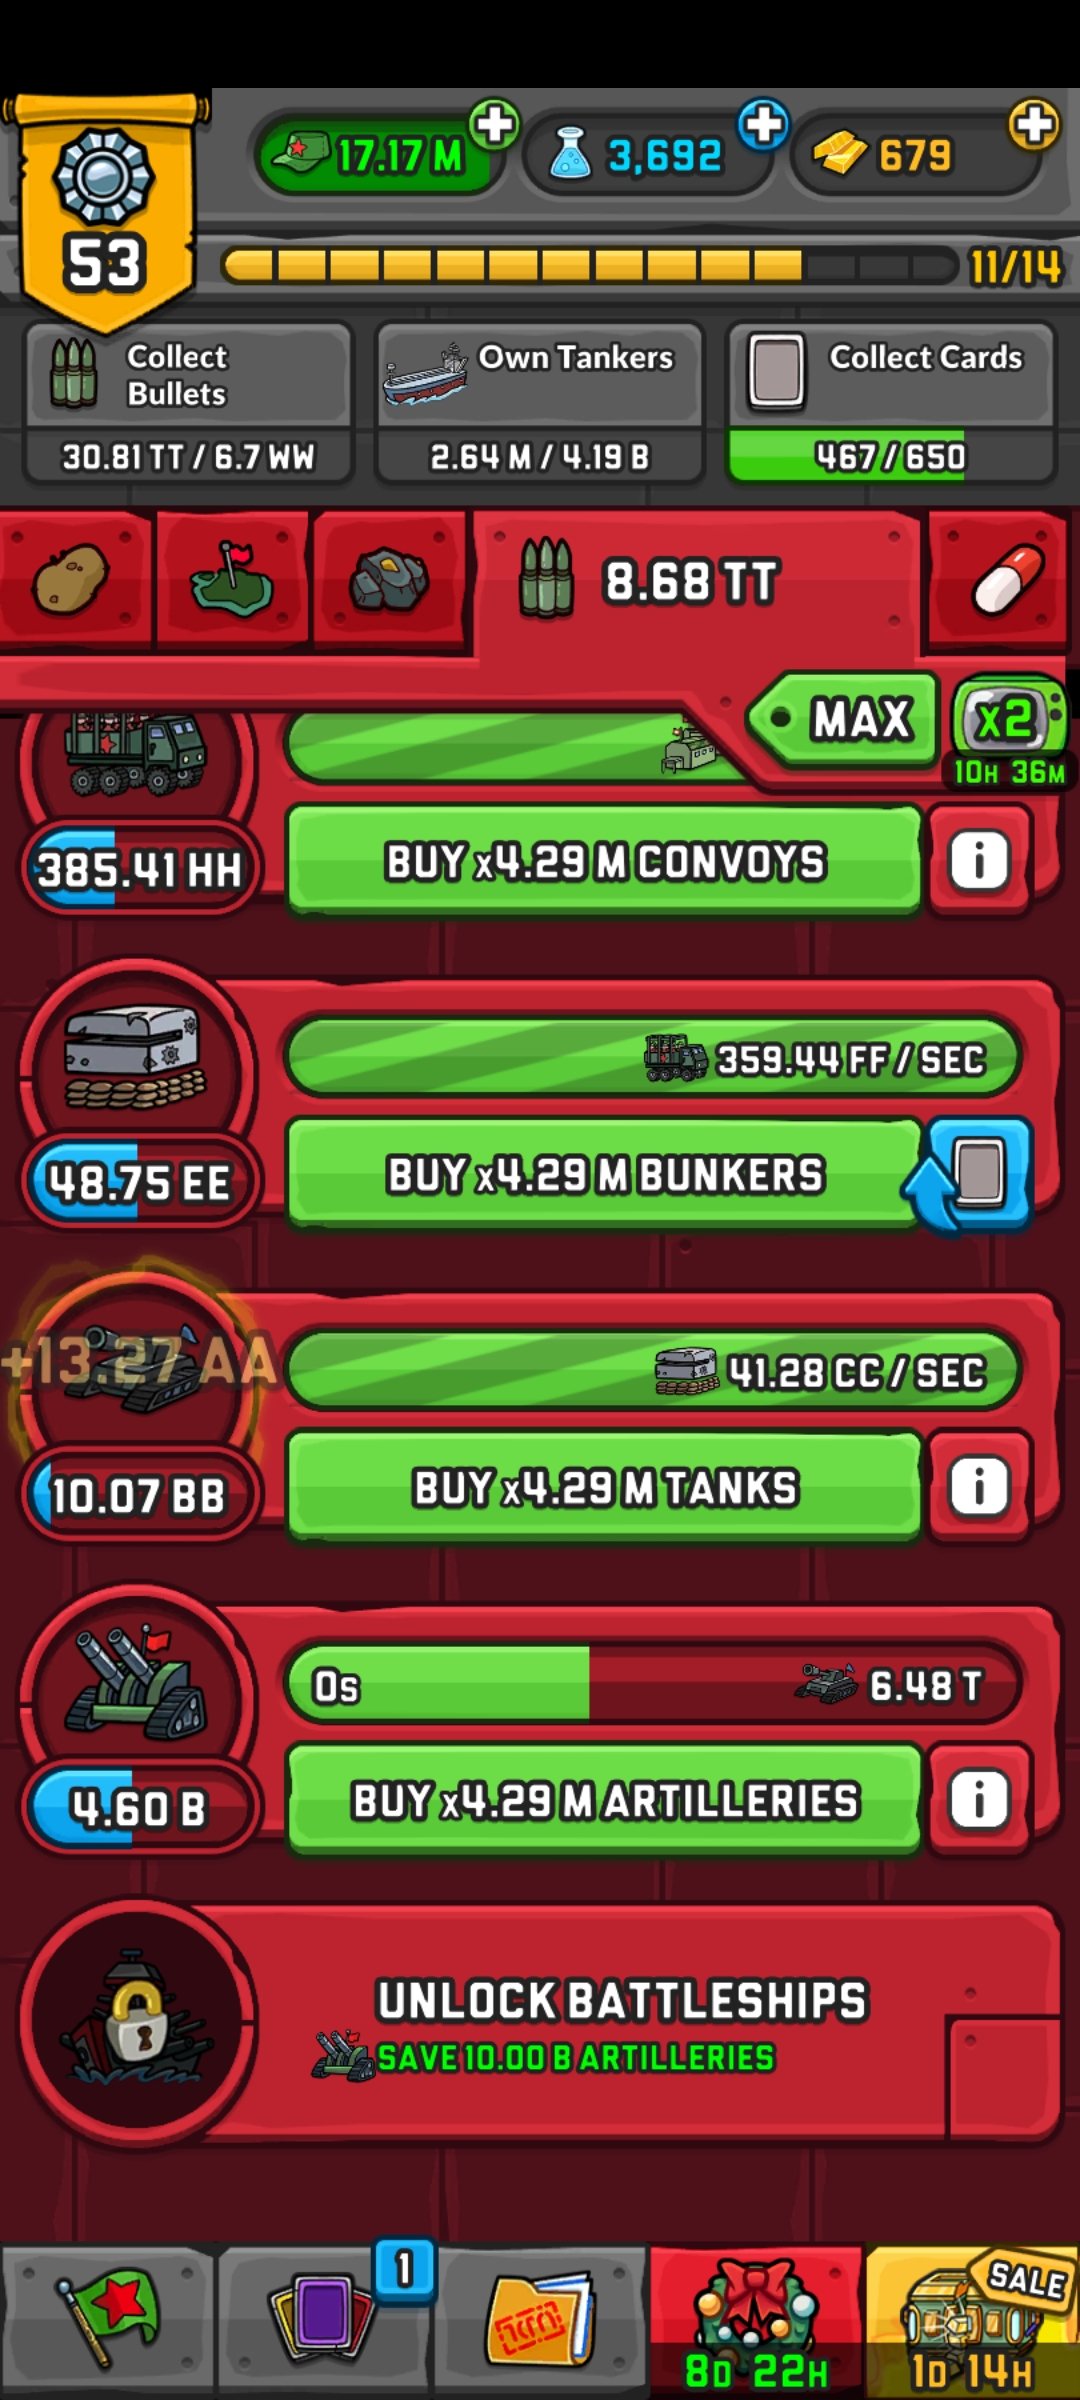 17.17 M
3,692
679
53
11/14
Collect
Bullets
30.81 TT / 6.7 WW
Own Tankers
2.64 M / 4.19 B
Collect Cards
467/650
8.68 TT
MAX
x2
10H 36M
385.41 HH
BUY x4.29 M CONVOYS
i
359.44 FF / SEC
48.75 EE
BUY x4.29 M BUNKERS
+13.27 AA
41.28 CC / SEC
10.07 BB
BUY x4.29 M TANKS
i
0s
6.48 T
4.60 B
BUY x4.29 M ARTILLERIES
i
UNLOCK BATTLESHIPS
SAVE 10.00 B ARTILLERIES
1
8D 22H
SALE
1D 14H